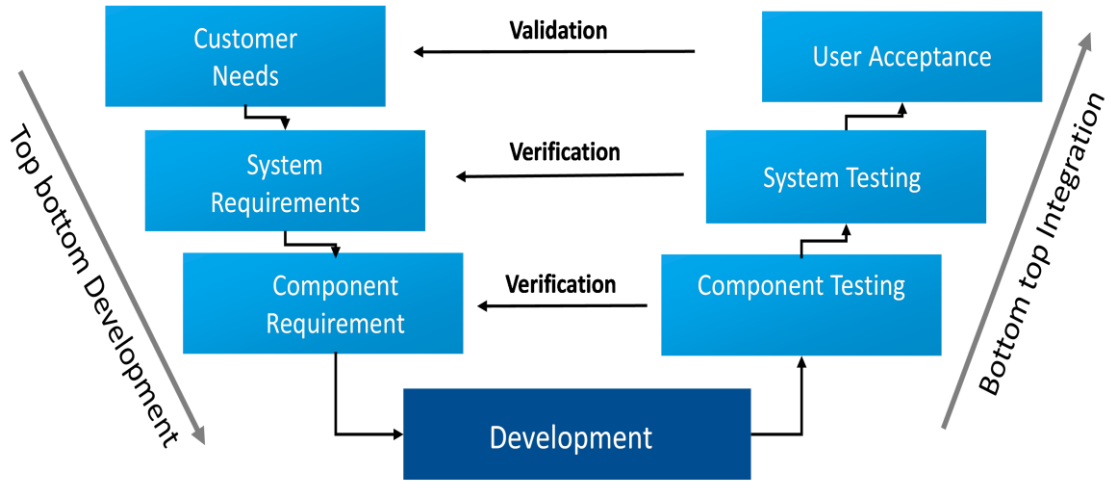 Customer
Needs
Validation
User Acceptance
System
Requirements
Verification
System Testing
Component
Requirement
Verification
Component Testing
Development
Top bottom Development
Bottom top Integration